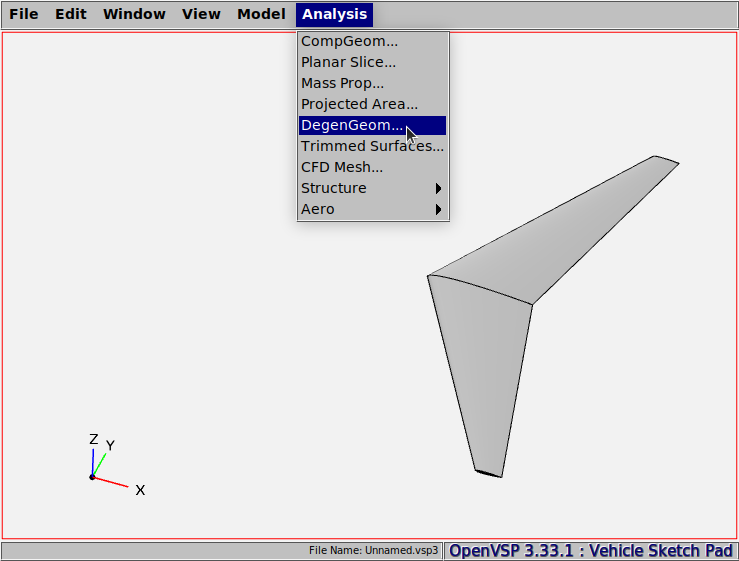 File Edit Window View Model Analysis
CompGeom...
Planar Slice...
Mass Prop...
Projected Area...
DegenGeom...
Trimmed Surfaces...
CFD Mesh...
Structure
Aero
Z
Y
X
File Name: Unnamed.vsp3
OpenVSP 3.33.1 : Vehicle Sketch Pad